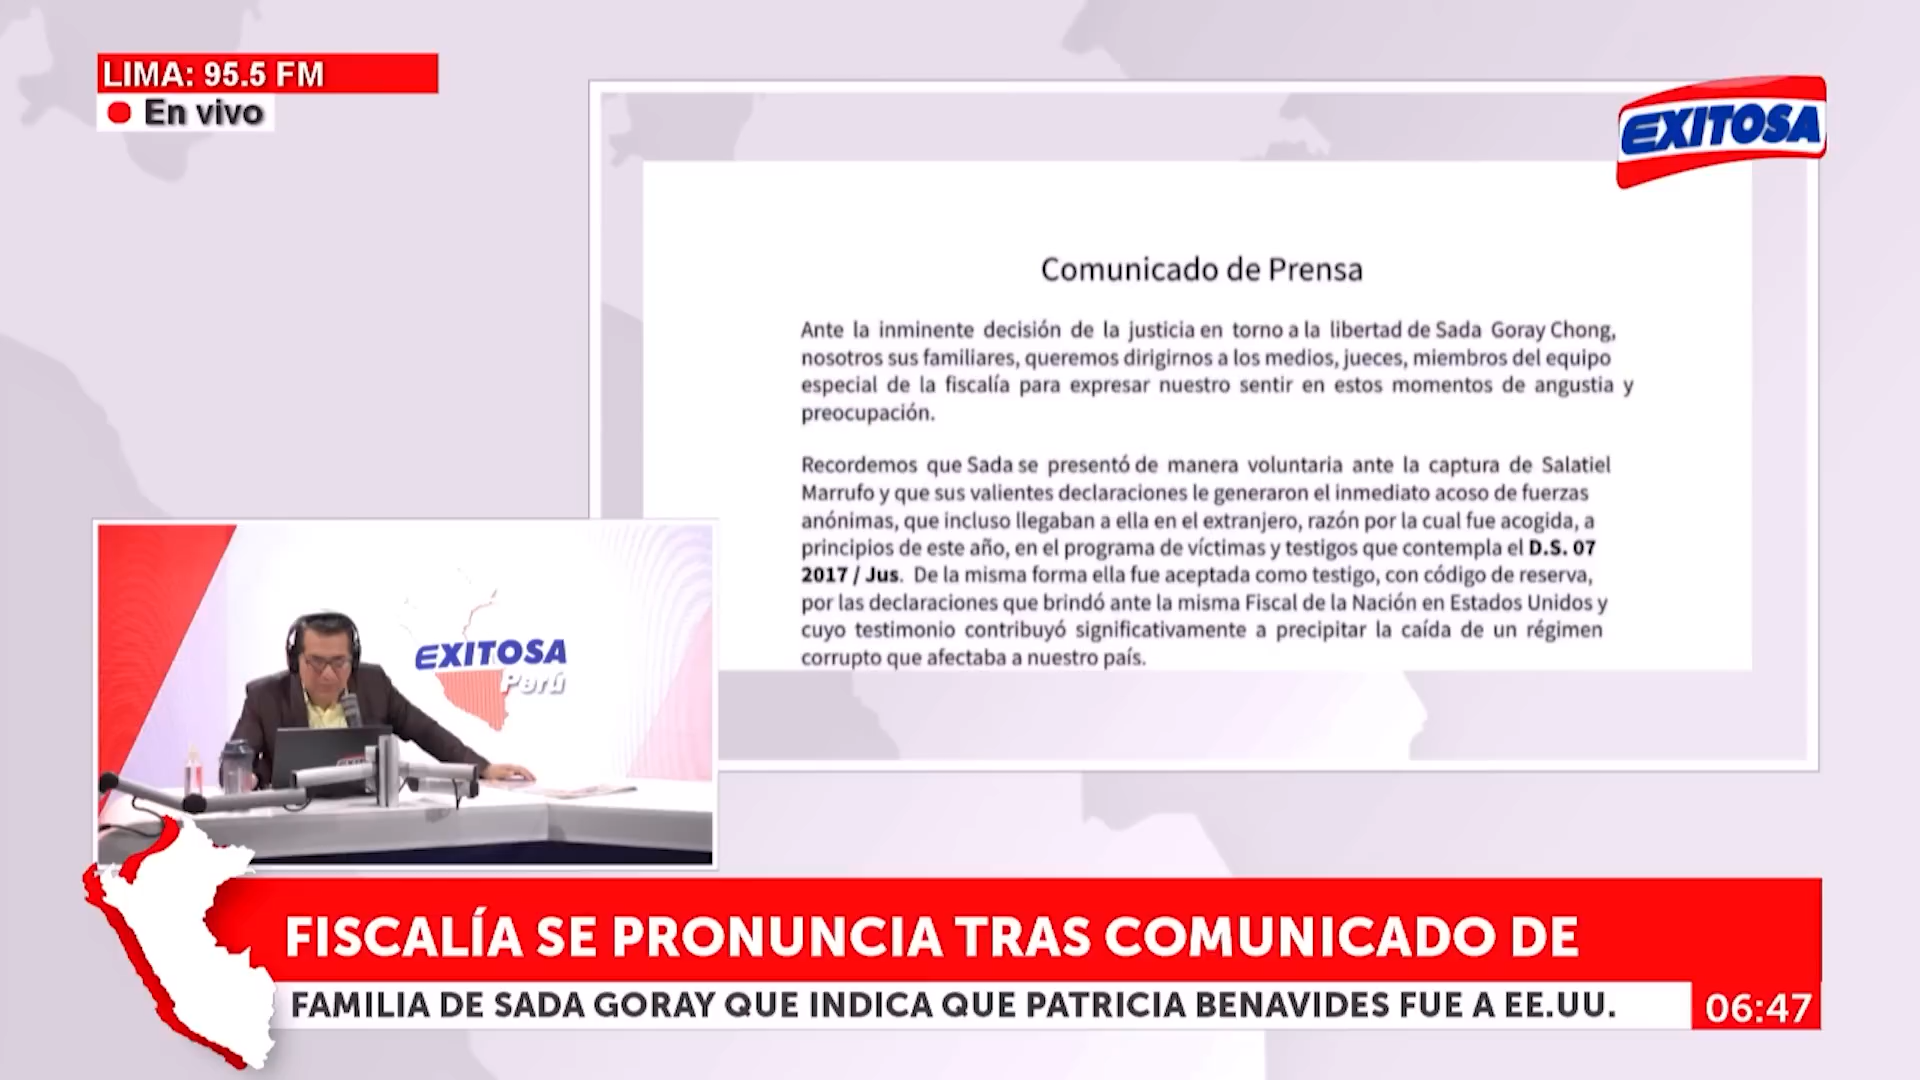 LIMA: 95.5 FM
En vivo
EXITOSA
Comunicado de Prensa
Ante la inminente decisión de la justicia en torno a la libertad de Sada Goray Chong,
nosotros sus familiares, queremos dirigirnos a los medios, jueces, miembros del equipo
especial de la fiscalía para expresar nuestro sentir en estos momentos de angustia y
preocupación.
Recordemos que Sada se presentó de manera voluntaria ante la captura de Salatiel
Marrufo y que sus valientes declaraciones le generaron el inmediato acoso de fuerzas
anónimas, que incluso llegaban a ella en el extranjero, razón por la cual fue acogida, a
principios de este año, en el programa de víctimas y testigos que contempla el D.S. 07
2017 / Jus. De la misma forma ella fue aceptada como testigo, con código de reserva,
por las declaraciones que brindó ante la misma Fiscal de la Nación en Estados Unidos y
cuyo testimonio contribuyó significativamente a precipitar la caída de un régimen
corrupto que afectaba a nuestro país.
EXITOSA
Perú
FISCALÍA SE PRONUNCIA TRAS COMUNICADO DE
FAMILIA DE SADA GORAY QUE INDICA QUE PATRICIA BENAVIDES FUE A EE.UU.
06:47